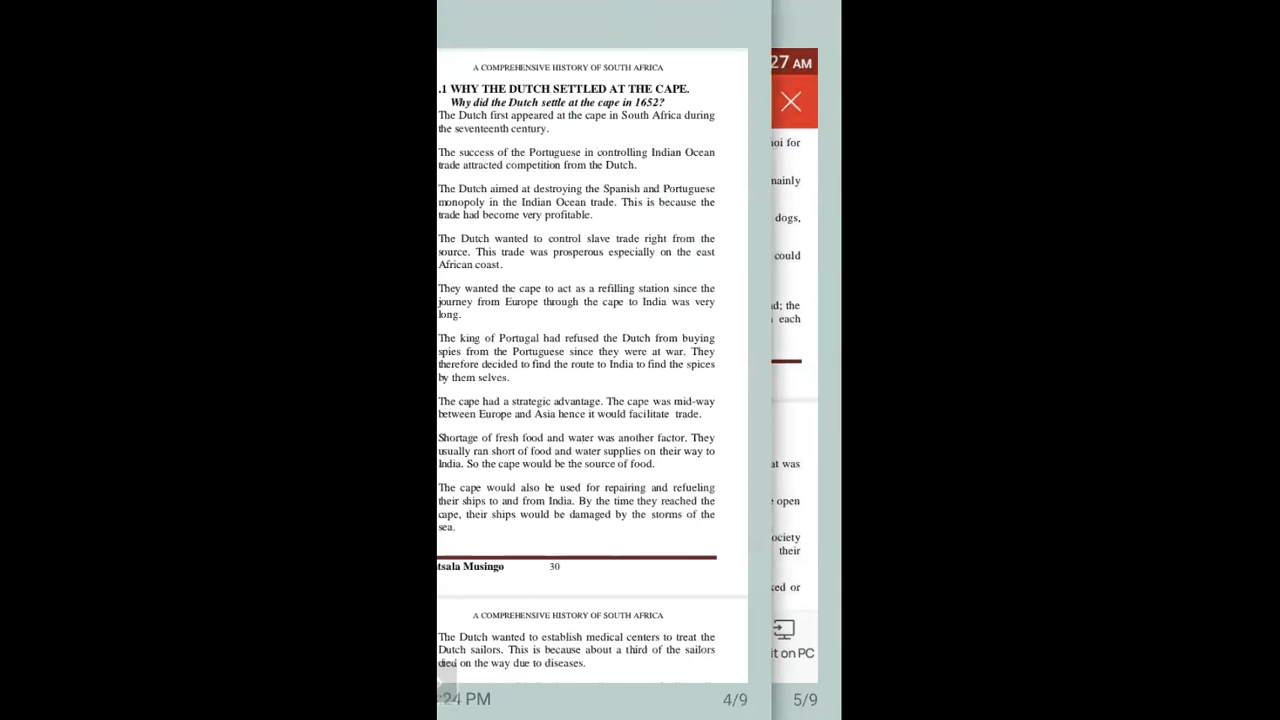 A COMPREHENSIVE HISTORY OF SOUTH AFRICA
.1 WHY THE DUTCH SETTLED AT THE CAPE.
Why did the Dutch settle at the cape in 1652?
The Dutch first appeared at the cape in South Africa during
the seventeenth century.
The success of the Portuguese in controlling Indian Ocean
trade attracted competition from the Dutch.
The Dutch aimed at destroying the Spanish and Portuguese
monopoly in the Indian Ocean trade. This is because the
trade had become very profitable.
The Dutch wanted to control slave trade right from the
source. This trade was prosperous especially on the east
African coast.
They wanted the cape to act as a refilling station since the
journey from Europe through the cape to India was very
long.
The king of Portugal had refused the Dutch from buying
spies from the Portuguese since they were at war. They
therefore decided to find the route to India to find the spices
by them selves.
The cape had a strategic advantage. The cape was mid-way
between Europe and Asia hence it would facilitate trade.
Shortage of fresh food and water was another factor. They
usually ran short of food and water supplies on their way to
India. So the cape would be the source of food.
The cape would also be used for repairing and refueling
their ships to and from India. By the time they reached the
cape, their ships would be damaged by the storms of the
sea.
tsala Musingo 30
A COMPREHENSIVE HISTORY OF SOUTH AFRICA
The Dutch wanted to establish medical centers to treat the
Dutch sailors. This is because about a third of the sailors
died on the way due to diseases.
:24 PM 4/9
27 AM
oi for
mainly
dogs,
could
d; the
each
at was
open
ociety
their
ked or
it on PC
5/9